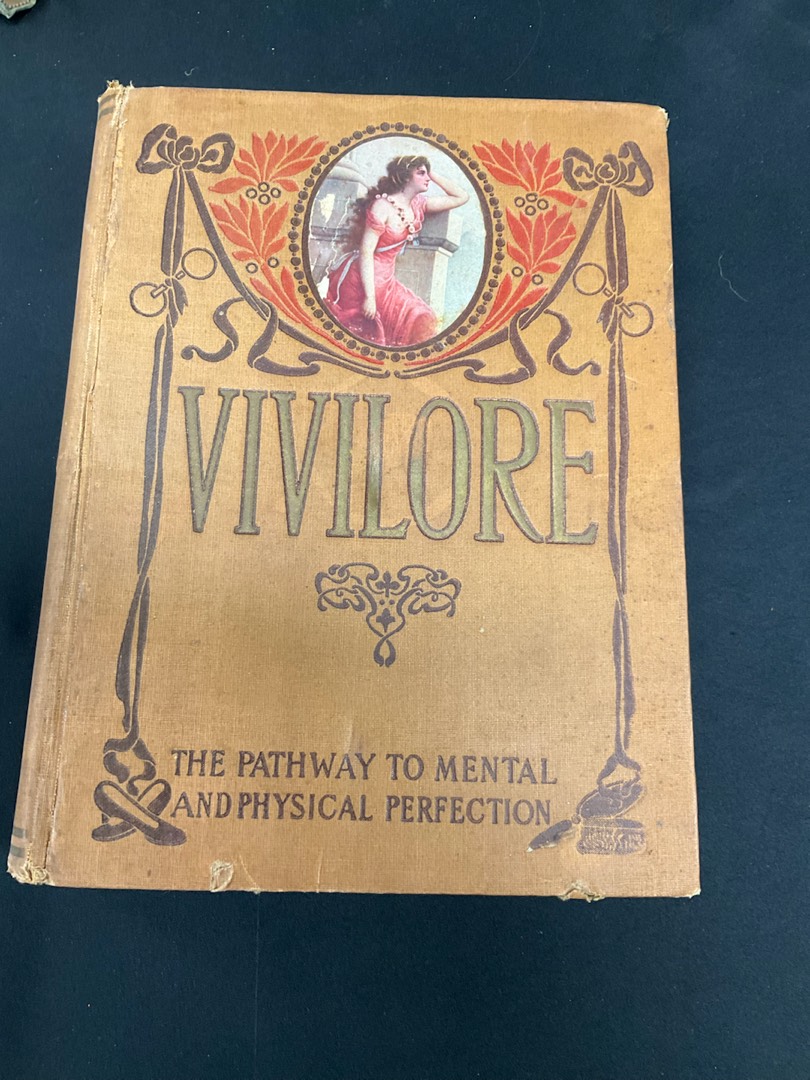 VIVILORE
THE PATHWAY TO MENTAL
AND PHYSICAL PERFECTION